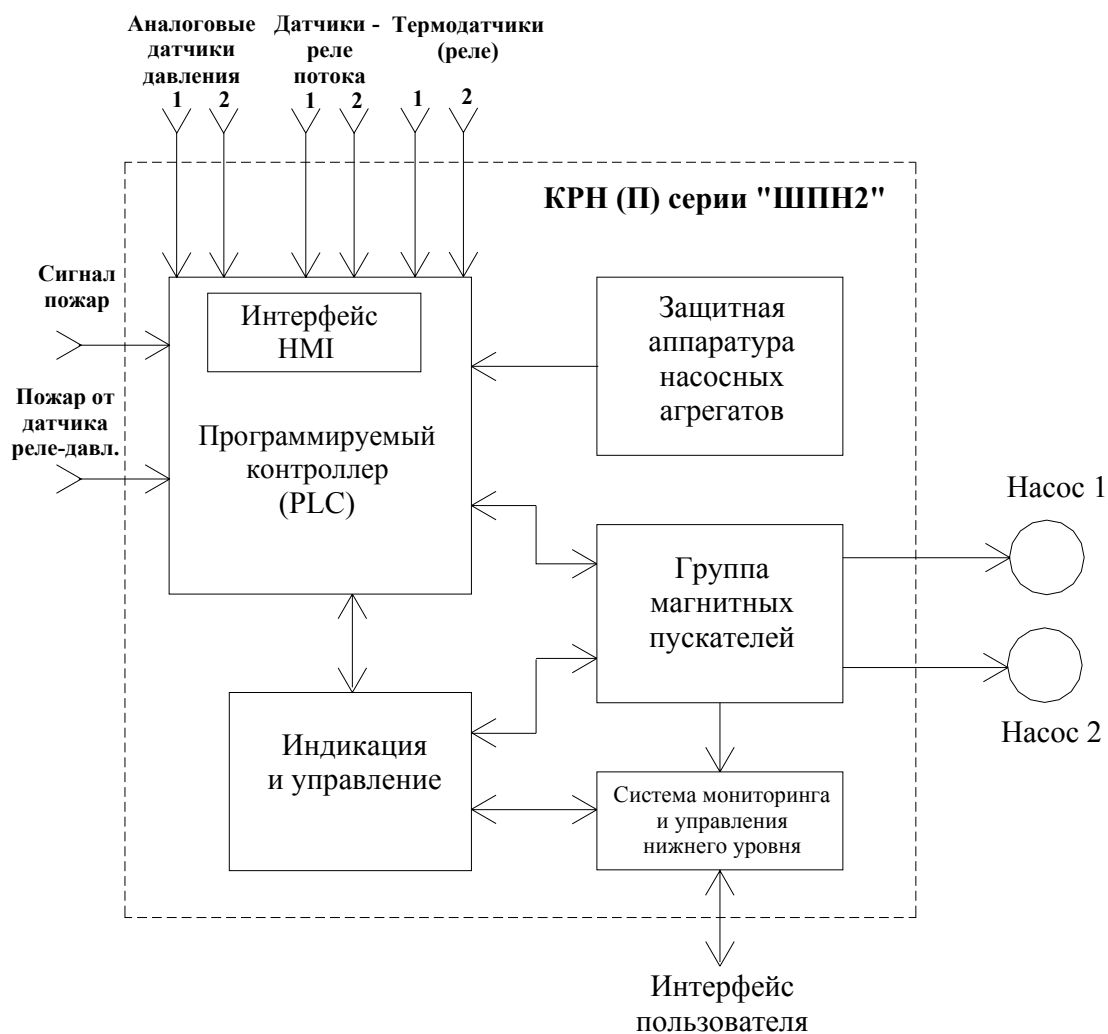 Аналоговые
датчики
давления
1 2
Датчики -
реле
потока
1 2
Термодатчики
(реле)
1 2
КРН (П) серии "ШПН2"
Сигнал
пожар
Пожар от
датчика
реле-давл.
Интерфейс
HMI
Программируемый
контроллер
(PLC)
Защитная
аппаратура
насосных
агрегатов
Группа
магнитных
пускателей
Насос 1
Насос 2
Индикация
и управление
Система мониторинга
и управления
нижнего уровня
Интерфейс
пользователя